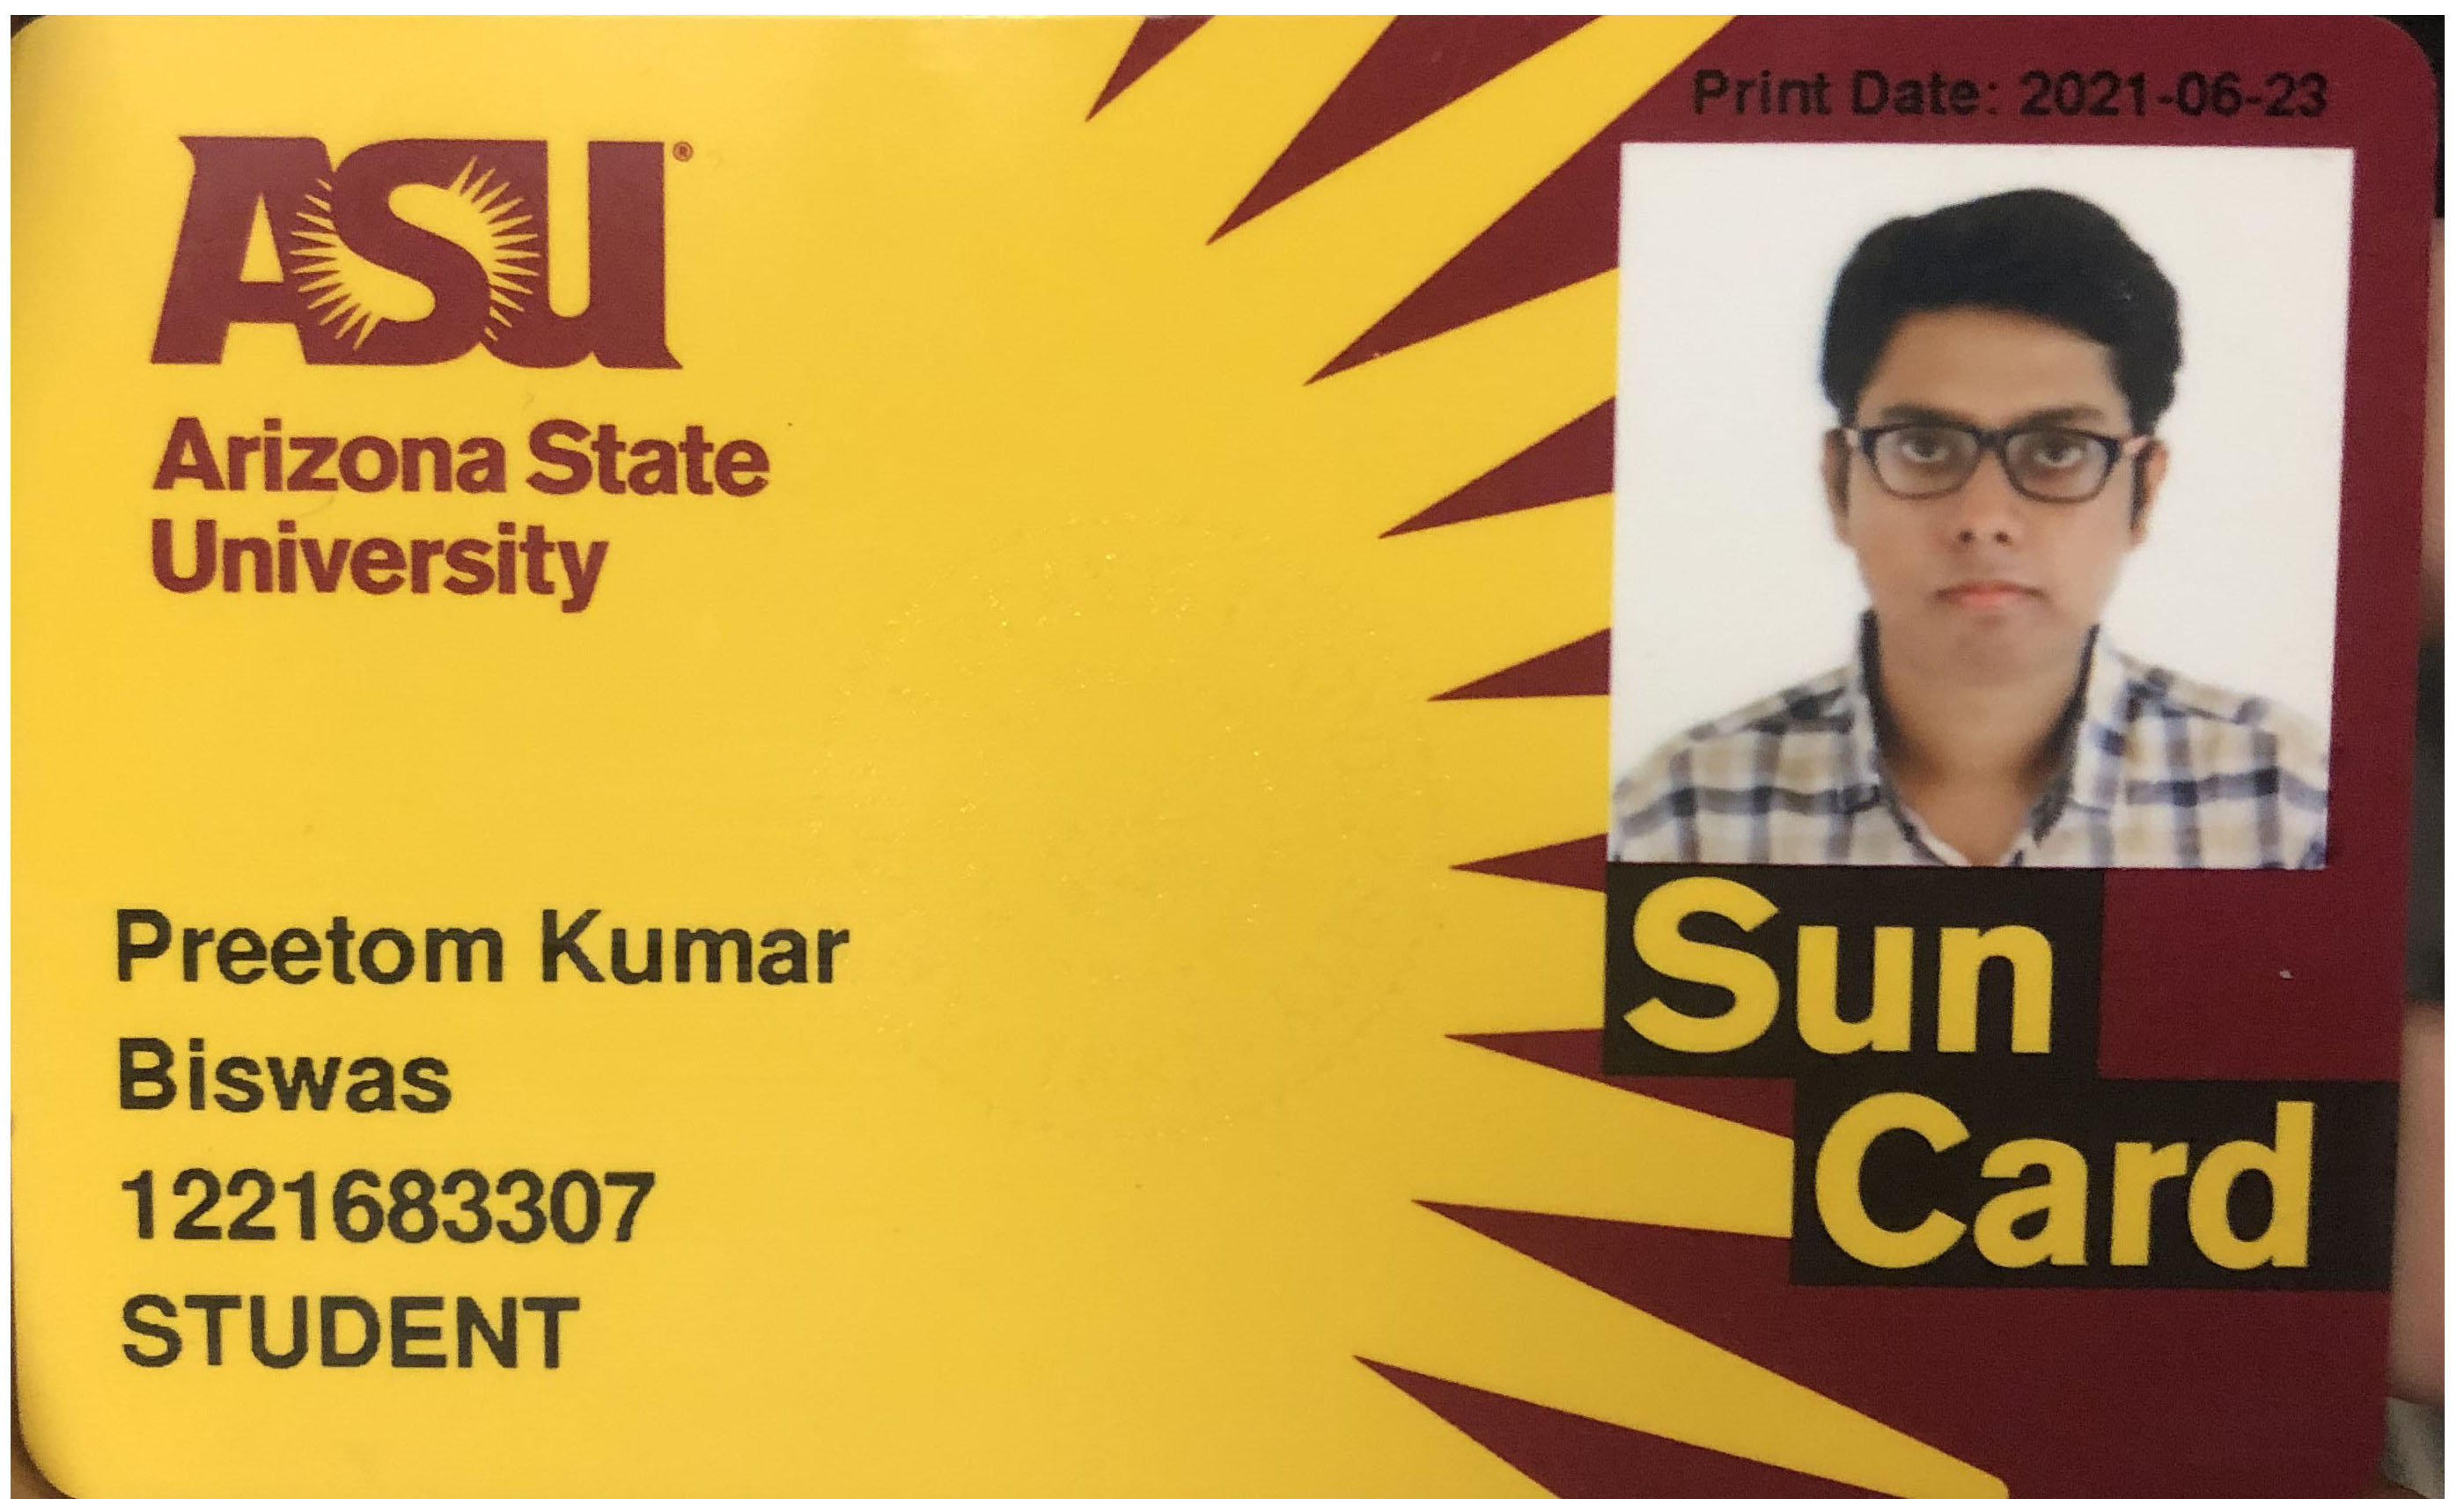 Print Date: 2021-06-23
ASU®
Arizona State
University
Preetom Kumar
Biswas
1221683307
STUDENT
Sun
Card